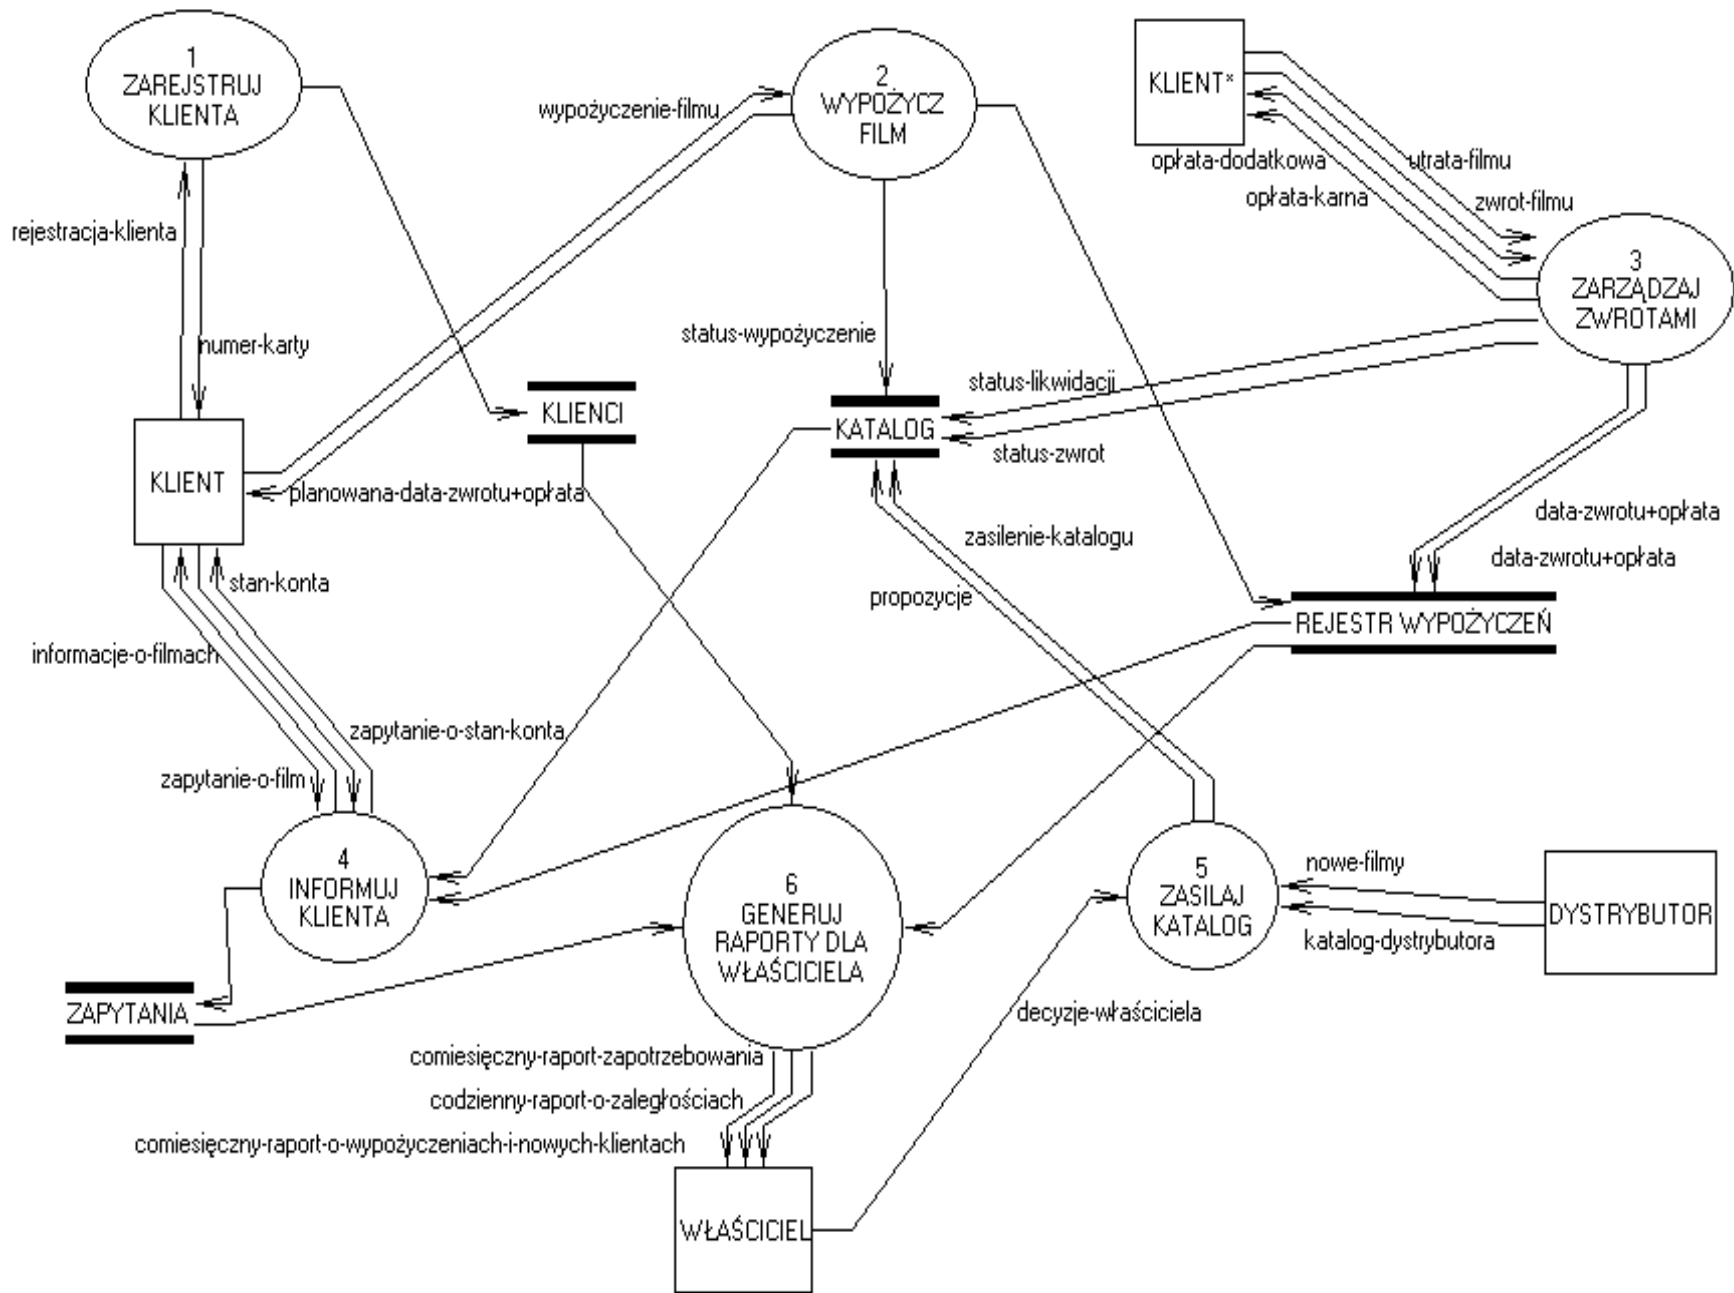 1
ZAREJSTRUJ
KLIENTA
2
WYPOŻYCZ
FILM
KLIENT*
wypożyczenie-filmu
opłata-dodatkowa
utrata-filmu
opłata-karna
zwrot-filmu
rejestracja-klienta
3
ZARZĄDZAJ
ZWROTAMI
numer-karty
status-wypożyczenie
status-likwidacji
KLIENCI
KATALOG
status-zwrot
KLIENT
planowana-data-zwrotu+opłata
data-zwrotu+opłata
zasilenie-katalogu
data-zwrotu+opłata
stan-konta
propozycje
REJESTR WYPOŻYCZEŃ
informacje-o-filmach
zapytanie-o-stan-konta
zapytanie-o-film
4
INFORMUJ
KLIENTA
6
GENERUJ
RAPORTY DLA
WŁAŚCICIELA
5
ZASILAJ
KATALOG
nowe-filmy
DYSTRYBUTOR
katalog-dystrybutora
ZAPYTANIA
decyzje-właściciela
comiesięczny-raport-zapotrzebowania
codzienny-raport-o-zaległościach
comiesięczny-raport-o-wypożyczeniach-i-nowych-klientach
WŁAŚCICIEL